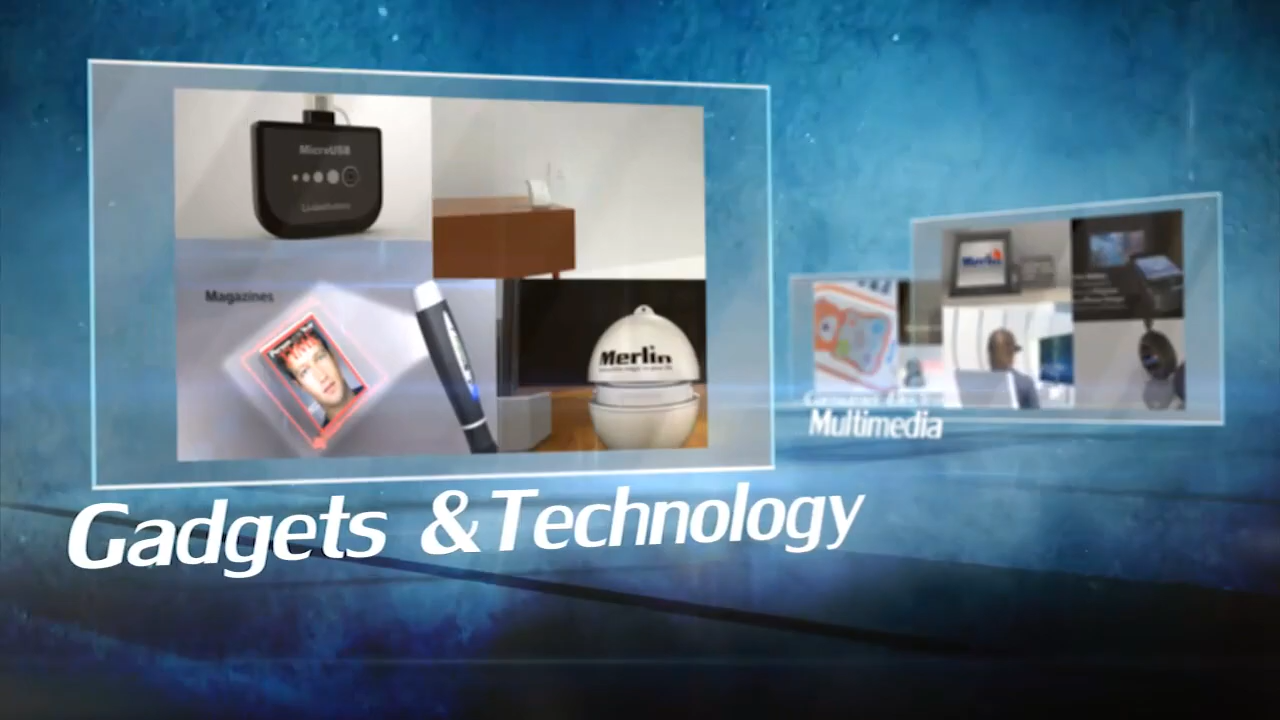 MicroUSB
Magazines
Merlin
Merlin
Multimedia
Gadgets & Technology